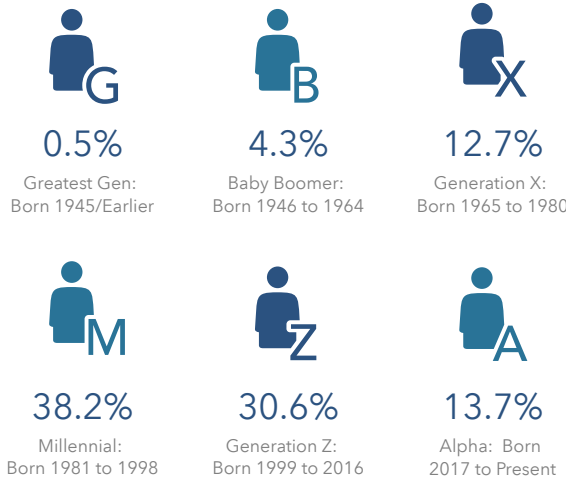 G
B
X
0.5%
4.3%
12.7%
Greatest Gen:
Born 1945/Earlier
Baby Boomer:
Born 1946 to 1964
Generation X:
Born 1965 to 1980
M
Z
A
38.2%
30.6%
13.7%
Millennial:
Born 1981 to 1998
Generation Z:
Born 1999 to 2016
Alpha:  Born
2017 to Present